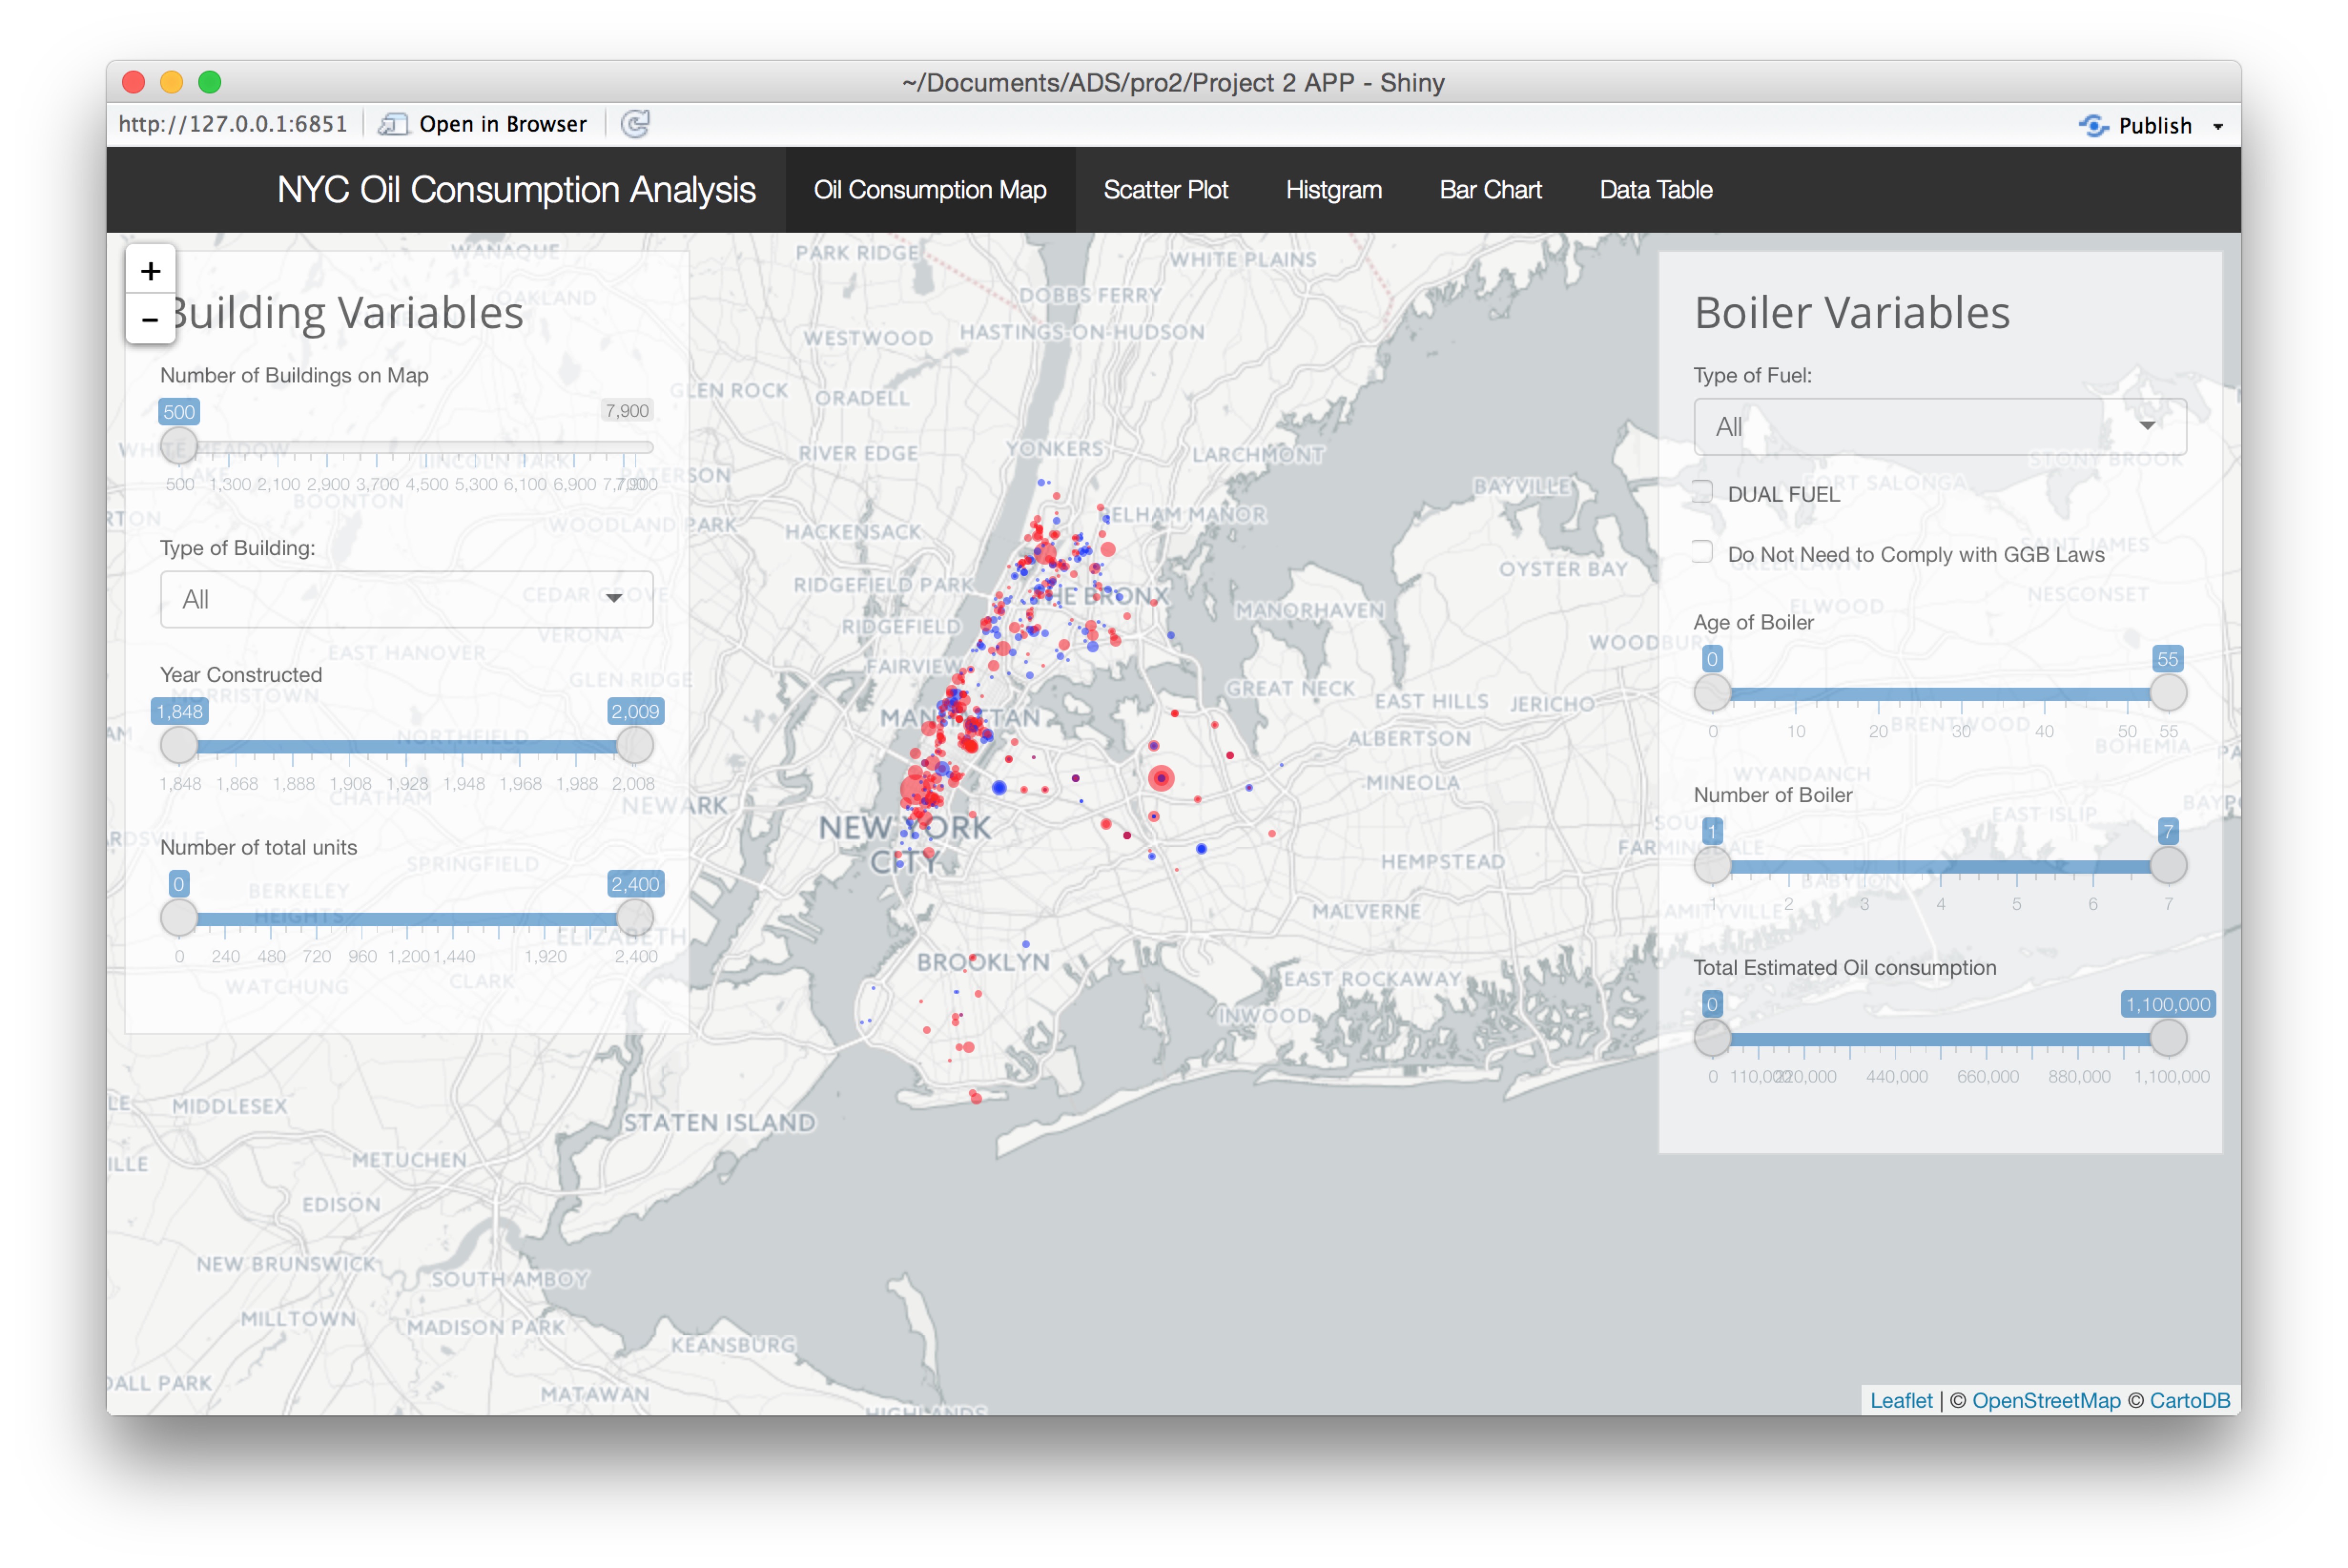 ~/Documents/ADS/pro2/Project 2 APP - Shiny
http://127.0.0.1:6851
Open in Browser
Publish
NYC Oil Consumption Analysis
Oil Consumption Map
Scatter Plot
Histgram
Bar Chart
Data Table
+
−
Building Variables
Number of Buildings on Map
500
7,900
500 1,300 2,100 2,900 3,700 4,500 5,300 6,100 6,900
Type of Building:
All
Year Constructed
1,848
2,009
1,848 1,868 1,888 1,908 1,928 1,948 1,968 1,988 2,008
Number of total units
0
2,400
0 240 480 720 960 1,200 1,440 1,920 2,400
Boiler Variables
Type of Fuel:
All
DUAL FUEL
Do Not Need to Comply with GGB Laws
Age of Boiler
0
55
0 10 20 30 40 50 55
Number of Boiler
1
7
1 2 3 4 5 6 7
Total Estimated Oil consumption
0
1,100,000
0 110,000 220,000 440,000 660,000 880,000 1,100,000
WANAQUE
OAKLAND
PARK RIDGE
WHITE PLAINS
DOBBS FERRY
WESTWOOD
HASTINGS-ON-HUDSON
GLEN ROCK
ORADELL
RIVER EDGE
YONKERS
LARCHMONT
LINCOLN PARK
BOONTON
WOODLAND PARK
HACKENSACK
BAYVILLE
STONY BROOK
FORT SALONGA
SAINT JAMES
GREENLAWN
RIDGEFIELD PARK
OYSTER BAY
CEDAR GROVE
VERONA
RIDGEFIELD
MANORHAVEN
ELWOOD
NESCONSET
EAST HANOVER
FAIRVIEW
MORRISTOWN
GLEN RIDGE
GREAT NECK
EAST HILLS
JERICHO
MANHATTAN
NORTHFIELD
ALBERTSON
BRENTWOOD
BOHEMIA
MINEOLA
WYANDANCH
CHATHAM
NEWARK
NEW YORK
CITY
EAST ISLIP
SPRINGFIELD
HEMPSTEAD
FARMINGDALE
BERKELEY
HEIGHTS
BABYLON
MALVERNE
AMITYVILLE
ELIZABETH
BROOKLYN
WATCHUNG
CLARK
EAST ROCKAWAY
INWOOD
MIDDLESEX
STATEN ISLAND
METUCHEN
EDISON
NEW BRUNSWICK
SOUTH AMBOY
MILLTOWN
MADISON PARK
KEANSBURG
MATAWAN
HIGHLANDS
Leaflet | © OpenStreetMap © CartoDB